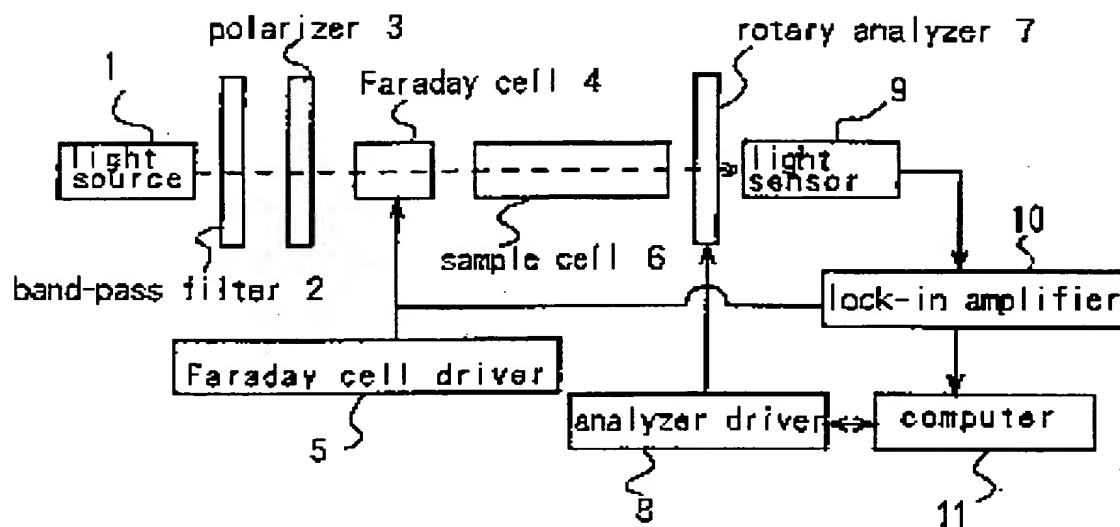 polarizer 3
rotary analyzer 7
1
Faraday cell 4
9
light
source
light
sensor
10
sample cell 6
band-pass filter 2
lock-in amplifier
Faraday cell driver
analyzer driver
computer
5
8
11